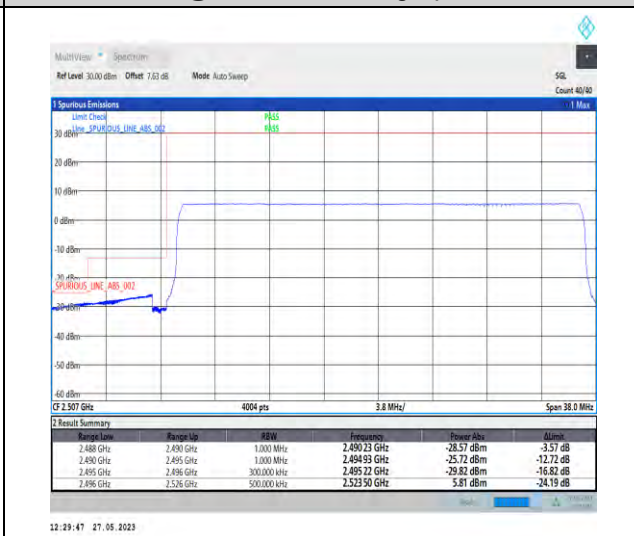 MultiView Spectrum
Ref Level 30.00 dBm Offset 7.63 dB Mode Auto Sweep SGL
Count 40/40
1 Spurious Emissions 1 Max
Limit Check PASS
Line _SPURIOUS_LINE_ABS_002 PASS
30 dBm
20 dBm
10 dBm
0 dBm
-10 dBm
-20 dBm
SPURIOUS_LINE_ABS_002
-30 dBm
-40 dBm
-50 dBm
-60 dBm
CF 2.507 GHz 4004 pts 3.8 MHz/ Span 38.0 MHz
2 Result Summary
Range Low Range Up RBW Frequency Power Abs ΔLimit
2.488 GHz 2.490 GHz 1.000 MHz 2.490 23 GHz -28.57 dBm -3.57 dB
2.490 GHz 2.495 GHz 1.000 MHz 2.494 93 GHz -25.72 dBm -12.72 dB
2.495 GHz 2.496 GHz 300.000 kHz 2.495 22 GHz -29.82 dBm -16.82 dB
2.496 GHz 2.526 GHz 500.000 kHz 2.523 50 GHz 5.81 dBm -24.19 dB
12:29:47 27.05.2023